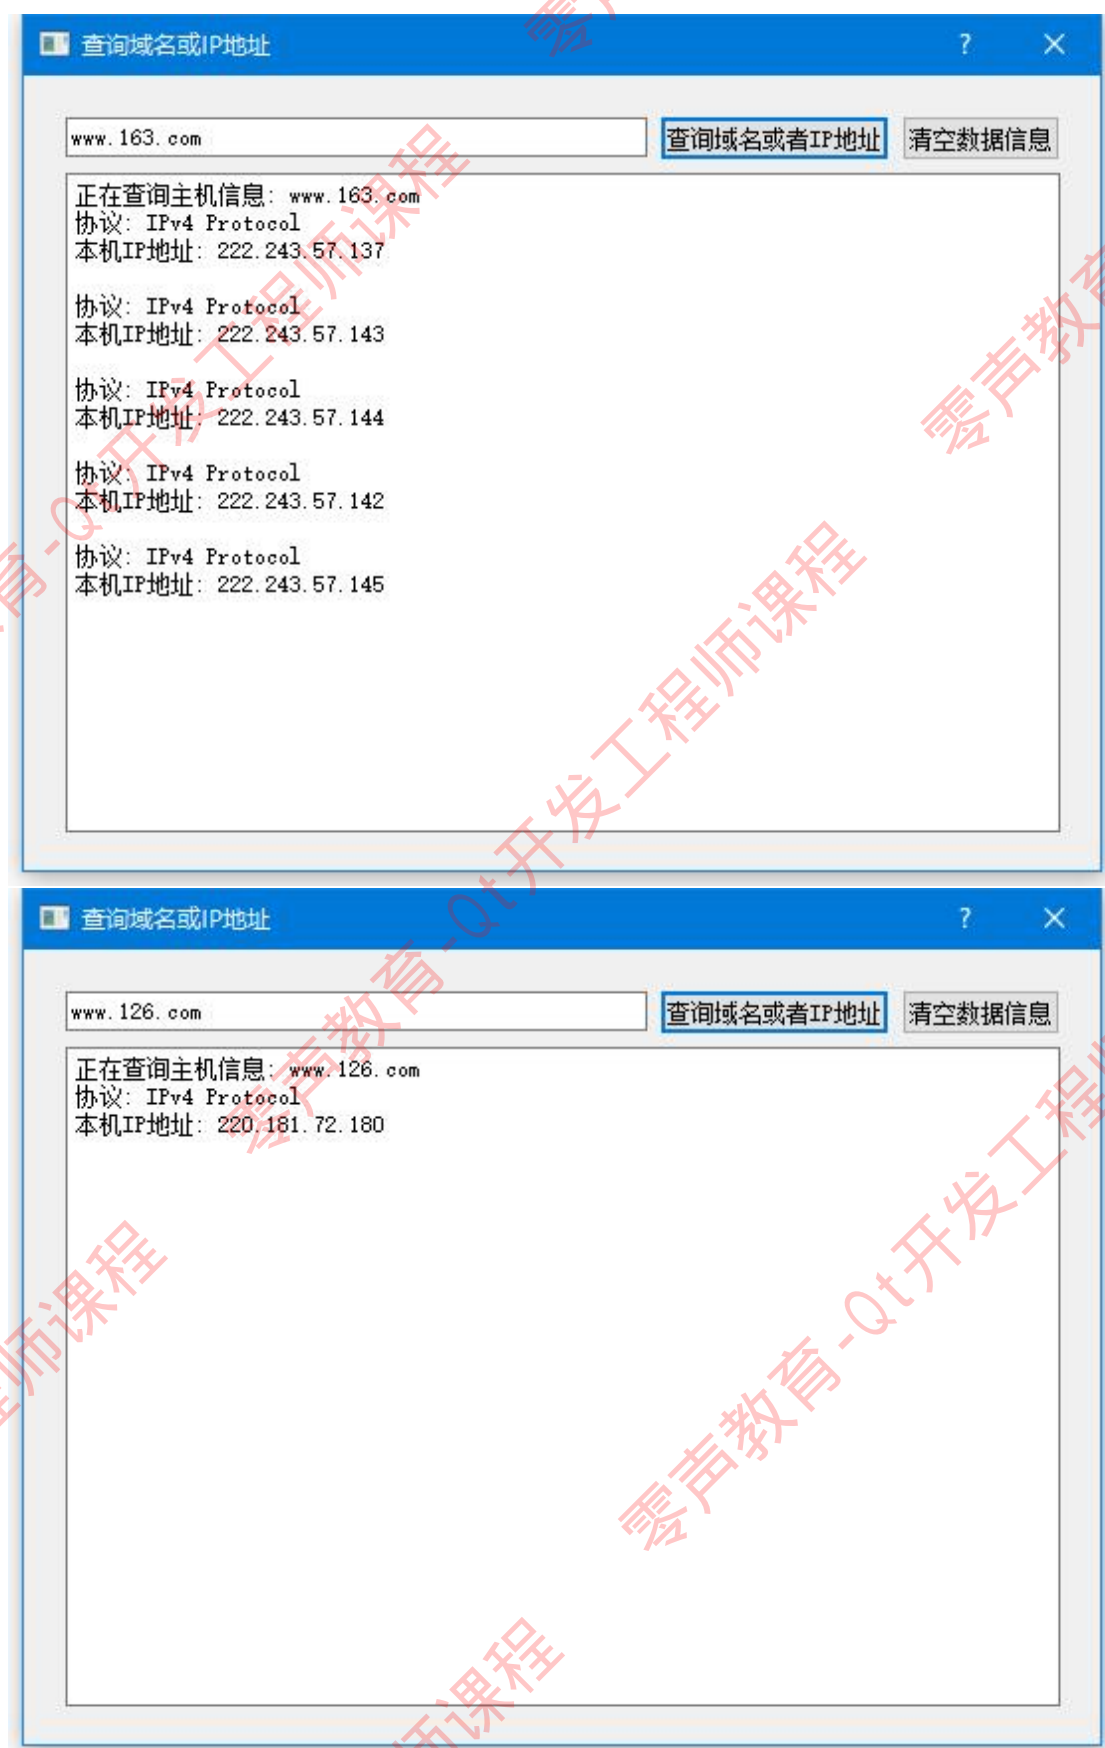 查询域名或IP地址
www.163.com 查询域名或者IP地址 清空数据信息
正在查询主机信息: www.163.com
协议: IPv4 Protocol
本机IP地址: 222.243.57.137
协议: IPv4 Protocol
本机IP地址: 222.243.57.143
协议: IPv4 Protocol
本机IP地址: 222.243.57.144
协议: IPv4 Protocol
本机IP地址: 222.243.57.142
协议: IPv4 Protocol
本机IP地址: 222.243.57.145
查询域名或IP地址
www.126.com 查询域名或者IP地址 清空数据信息
正在查询主机信息: www.126.com
协议: IPv4 Protocol
本机IP地址: 220.181.72.180
零声教育-Qt开发工程师课程
零声教育-Qt开发工程师课程